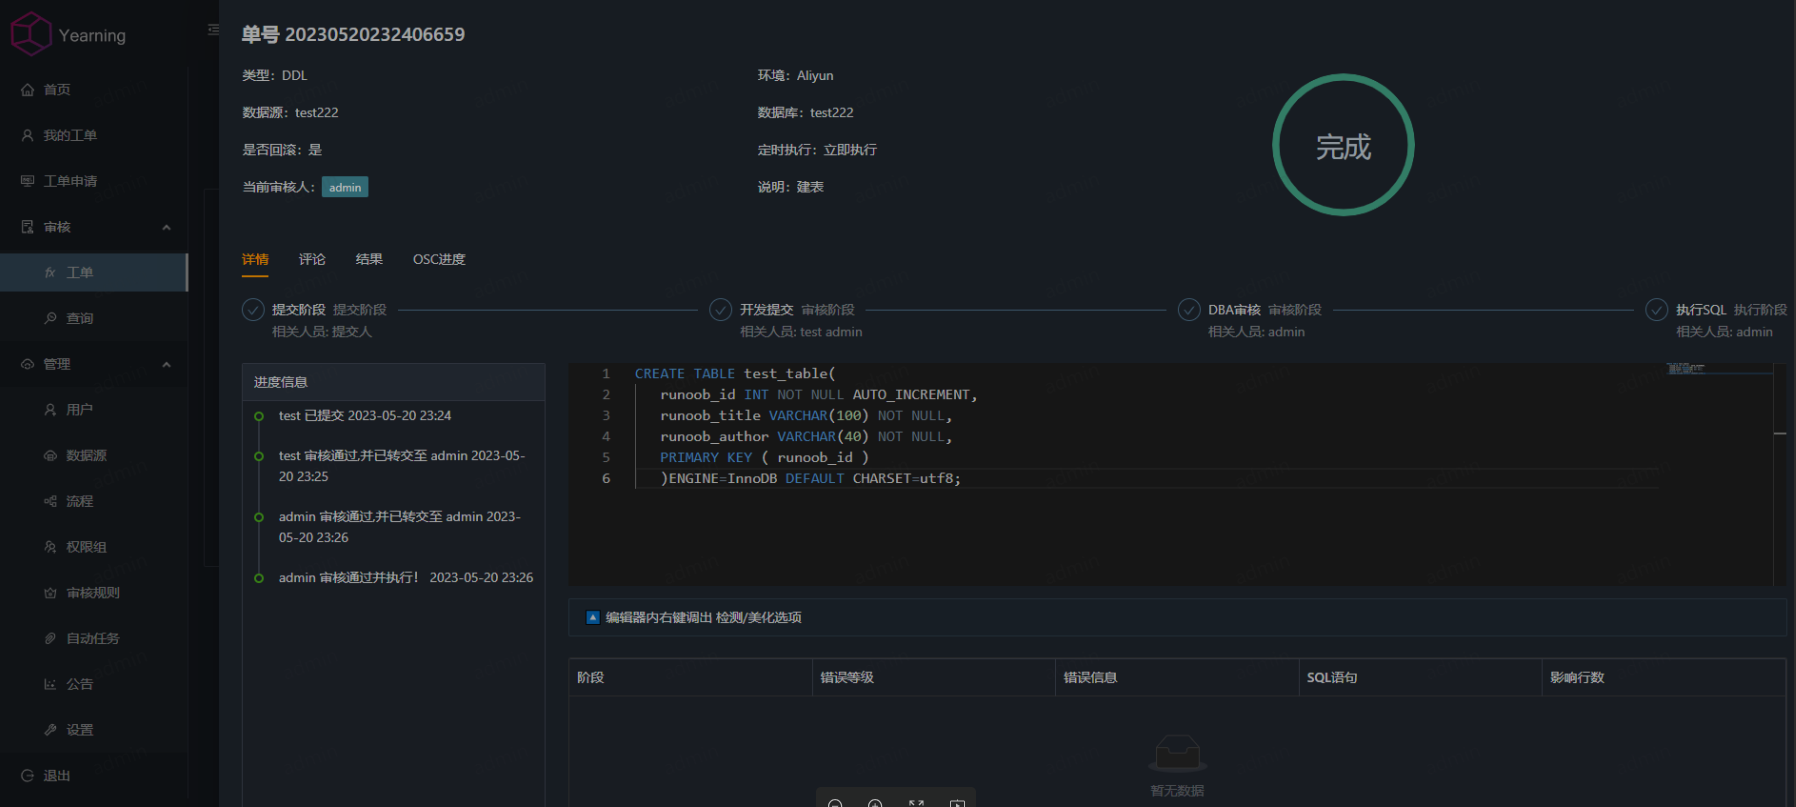 Yearning
首页
我的工单
工单申请
审核
fx 工单
查询
管理
用户
数据源
流程
权限组
审核规则
自动任务
公告
设置
退出
单号 20230520232406659
类型：DDL
环境：Aliyun
数据源：test222
数据库：test222
是否回滚：是
定时执行：立即执行
当前审核人：admin
说明：建表
完成
详情 评论 结果 OSC进度
提交阶段 提交阶段
相关人员: 提交人
开发提交 审核阶段
相关人员: test admin
DBA审核 审核阶段
相关人员: admin
执行SQL 执行阶段
相关人员: admin
进度信息
test 已提交 2023-05-20 23:24
test 审核通过,并已转交至 admin 2023-05-
20 23:25
admin 审核通过,并已转交至 admin 2023-
05-20 23:26
admin 审核通过并执行！ 2023-05-20 23:26
1 CREATE TABLE test_table(
2 runoob_id INT NOT NULL AUTO_INCREMENT,
3 runoob_title VARCHAR(100) NOT NULL,
4 runoob_author VARCHAR(40) NOT NULL,
5 PRIMARY KEY ( runoob_id )
6 )ENGINE=InnoDB DEFAULT CHARSET=utf8;
编辑器内右键调出 检测/美化选项
阶段 错误等级 错误信息 SQL语句 影响行数
暂无数据